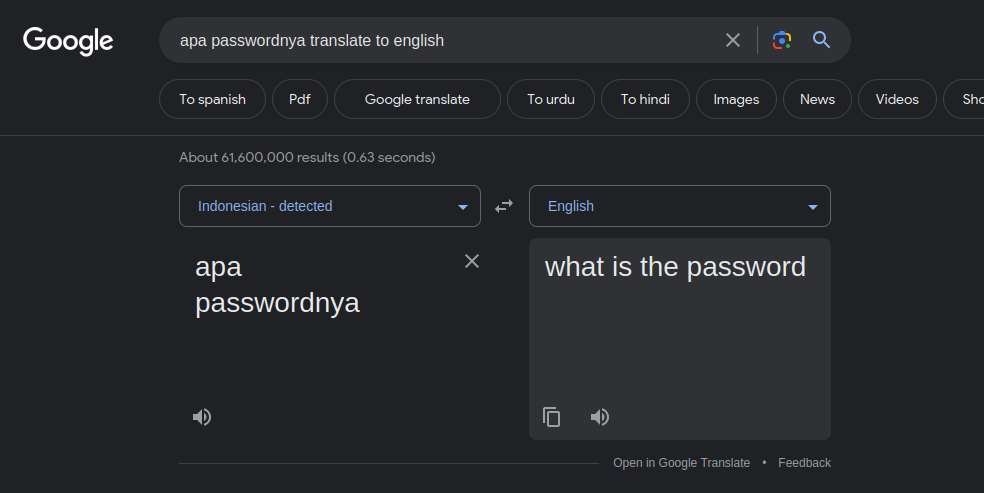 Google
apa passwordnya translate to english
To spanish
Pdf
Google translate
To urdu
To hindi
Images
News
Videos
Sho
About 61,600,000 results (0.63 seconds)
Indonesian - detected
English
apa
passwordnya
what is the password
Open in Google Translate • Feedback